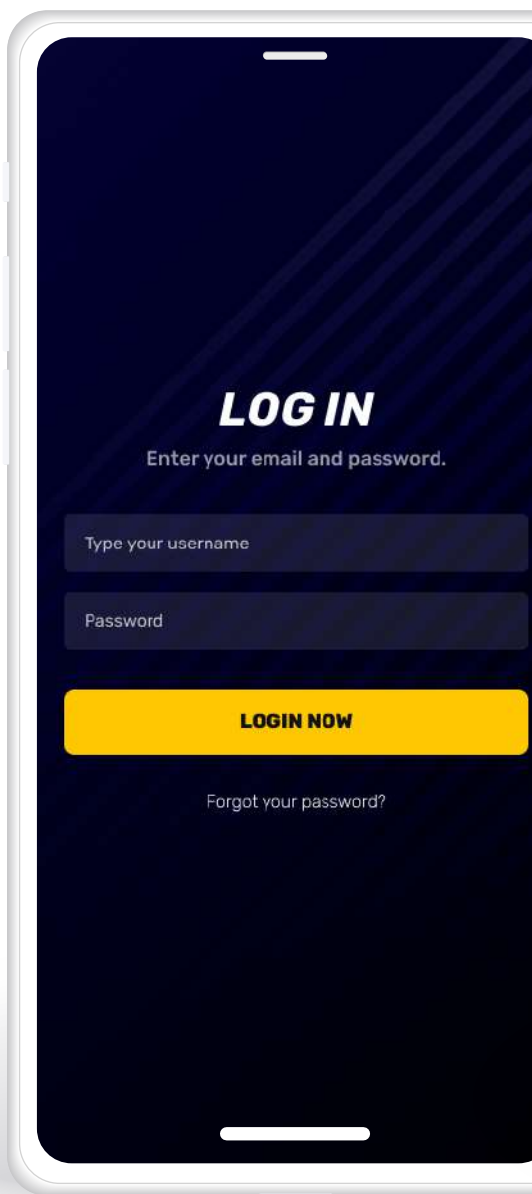 LOG IN
Enter your email and password.
Type your username
Password
LOGIN NOW
Forgot your password?